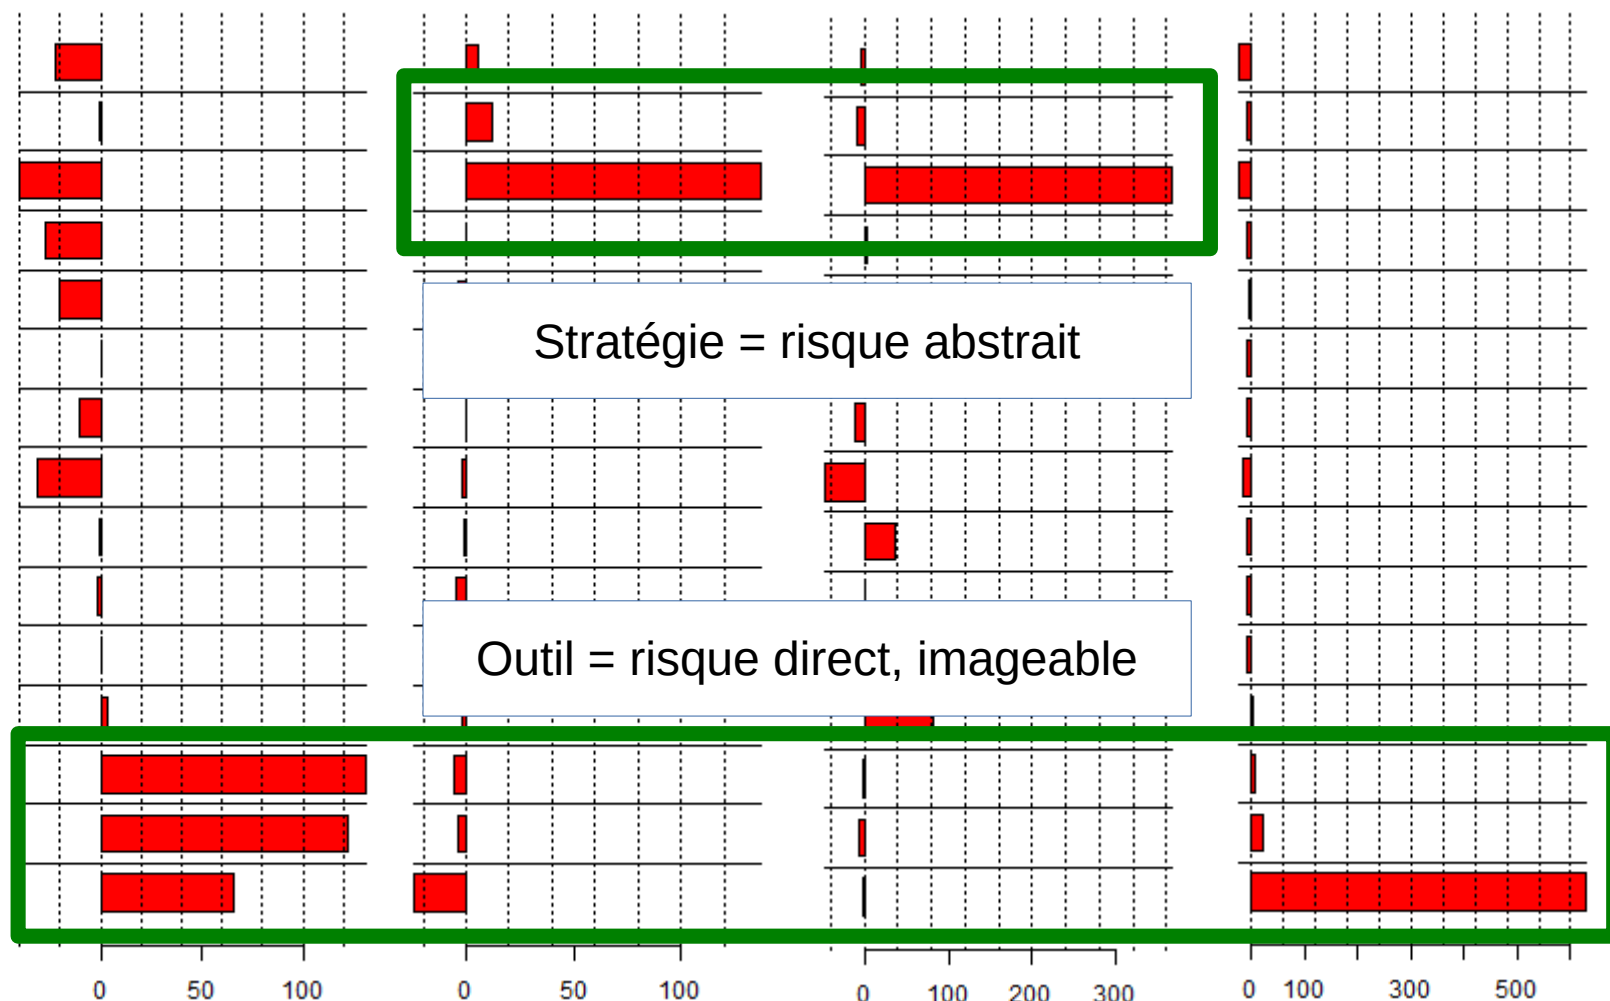 Stratégie = risque abstrait
Outil = risque direct, imageable
0 50 100 0 50 100 0 100 200 300 0 100 300 500